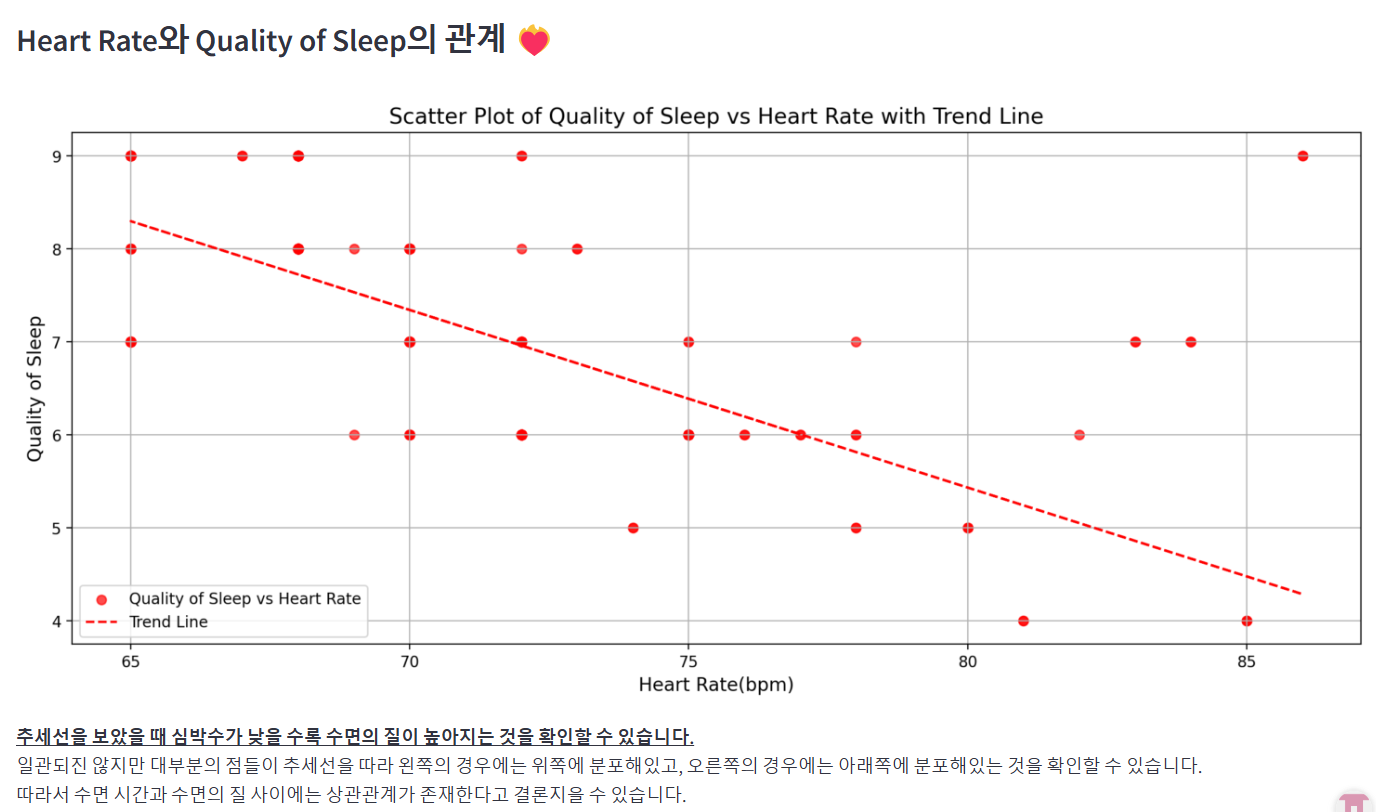 Heart Rate와 Quality of Sleep의 관계 ❤️‍🔥
Scatter Plot of Quality of Sleep vs Heart Rate with Trend Line
9
8
7
6
5
4
Quality of Sleep
Quality of Sleep vs Heart Rate
Trend Line
65 70 75 80 85
Heart Rate(bpm)
추세선을 보았을 때 심박수가 낮을 수록 수면의 질이 높아지는 것을 확인할 수 있습니다.
일관되진 않지만 대부분의 점들이 추세선을 따라 왼쪽의 경우에는 위쪽에 분포해있고, 오른쪽의 경우에는 아래쪽에 분포해있는 것을 확인할 수 있습니다.
따라서 수면 시간과 수면의 질 사이에는 상관관계가 존재한다고 결론지을 수 있습니다.